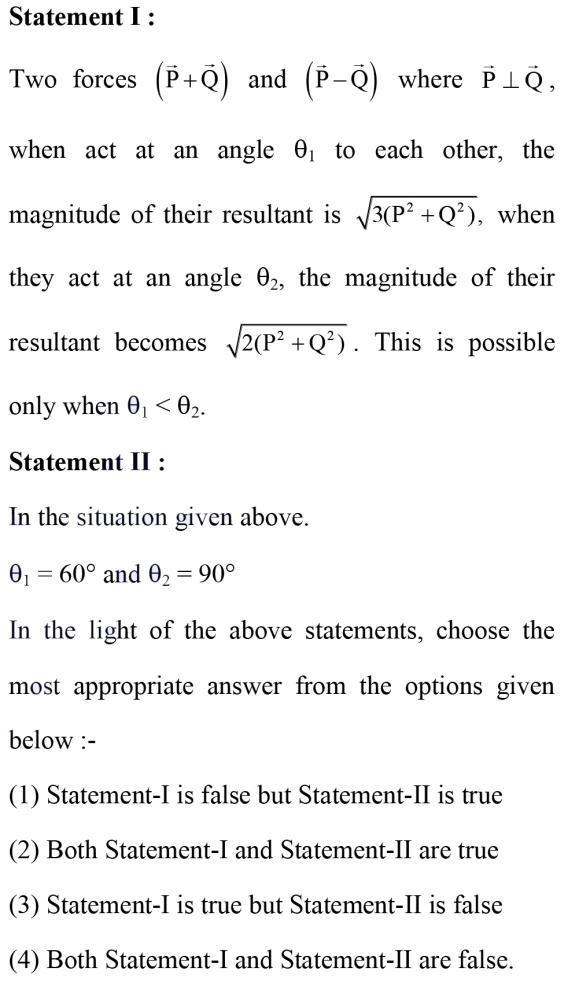 Statement I :
Two forces (P⃗+Q⃗) and (P⃗−Q⃗) where P⃗ ⊥ Q⃗,
when act at an angle θ₁ to each other, the
magnitude of their resultant is √3(P² + Q²), when
they act at an angle θ₂, the magnitude of their
resultant becomes √2(P² + Q²). This is possible
only when θ₁ < θ₂.
Statement II :
In the situation given above.
θ₁ = 60° and θ₂ = 90°
In the light of the above statements, choose the
most appropriate answer from the options given
below :-
(1) Statement-I is false but Statement-II is true
(2) Both Statement-I and Statement-II are true
(3) Statement-I is true but Statement-II is false
(4) Both Statement-I and Statement-II are false.